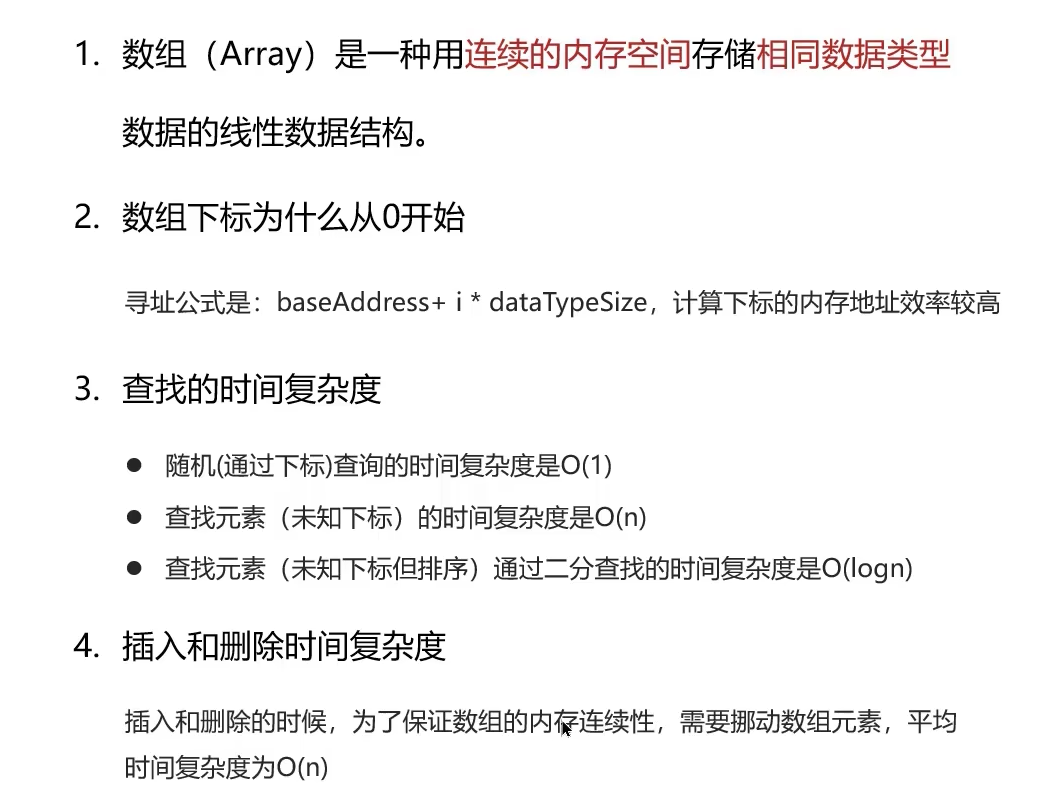 1. 数组（Array）是一种用连续的内存空间存储相同数据类型
数据的线性数据结构。
2. 数组下标为什么从0开始
寻址公式是：baseAddress+ i * dataTypeSize，计算下标的内存地址效率较高
3. 查找的时间复杂度
● 随机(通过下标)查询的时间复杂度是O(1)
● 查找元素（未知下标）的时间复杂度是O(n)
● 查找元素（未知下标但排序）通过二分查找的时间复杂度是O(logn)
4. 插入和删除时间复杂度
插入和删除的时候，为了保证数组的内存连续性，需要挪动数组元素，平均
时间复杂度为O(n)